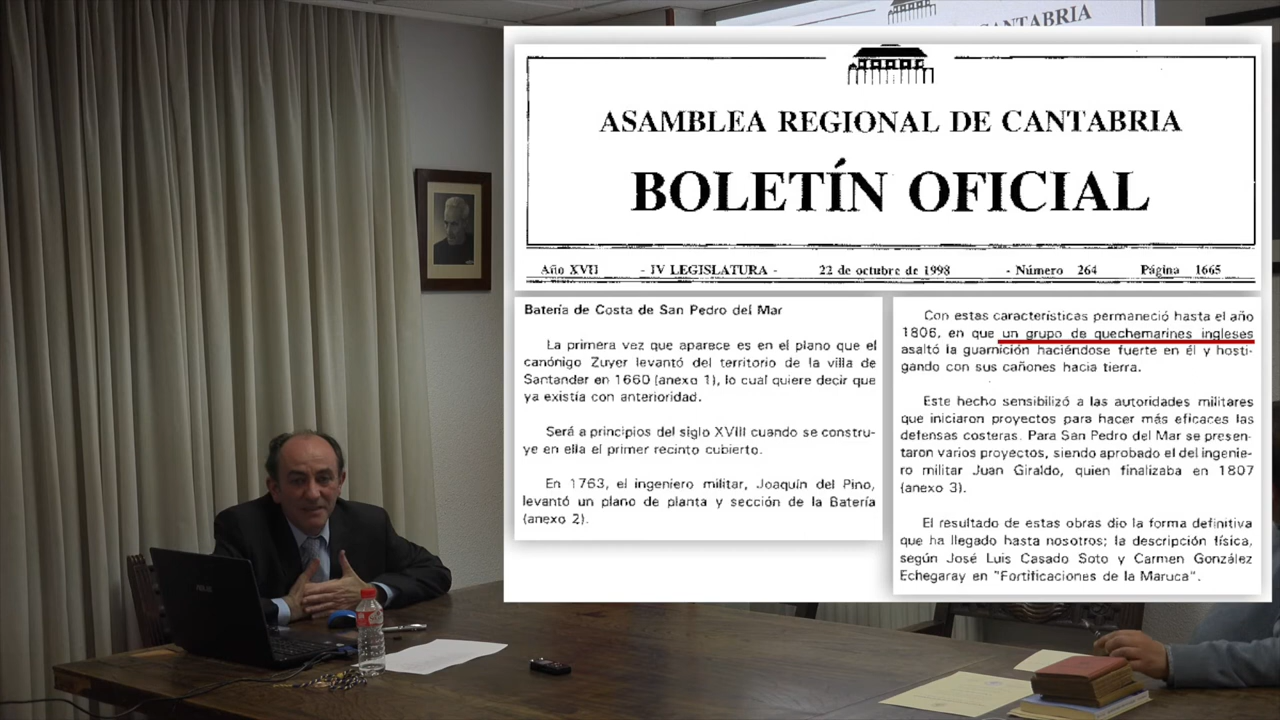 CANTABRIA
ASAMBLEA REGIONAL DE CANTABRIA
BOLETÍN OFICIAL
Año XVII - IV LEGISLATURA - 22 de octubre de 1998 - Número 264 Página 1665
Batería de Costa de San Pedro del Mar
La primera vez que aparece es en el plano que el
canónigo Zuyer levantó del territorio de la villa de
Santander en 1660 (anexo 1), lo cual quiere decir que
ya existía con anterioridad.
Será a principios del siglo XVIII cuando se constru-
ye en ella el primer recinto cubierto.
En 1763, el ingeniero militar, Joaquín del Pino,
levantó un plano de planta y sección de la Batería
(anexo 2).
Con estas características permaneció hasta el año
1806, en que un grupo de quechemarines ingleses
asaltó la guarnición haciéndose fuerte en él y hosti-
gando con sus cañones hacia tierra.
Este hecho sensibilizó a las autoridades militares
que iniciaron proyectos para hacer más eficaces las
defensas costeras. Para San Pedro del Mar se presen-
taron varios proyectos, siendo aprobado el del ingenie-
ro militar Juan Giraldo, quien finalizaba en 1807
(anexo 3).
El resultado de estas obras dio la forma definitiva
que ha llegado hasta nosotros; la descripción física,
según José Luis Casado Soto y Carmen González
Echegaray en "Fortificaciones de la Maruca".
ASUS